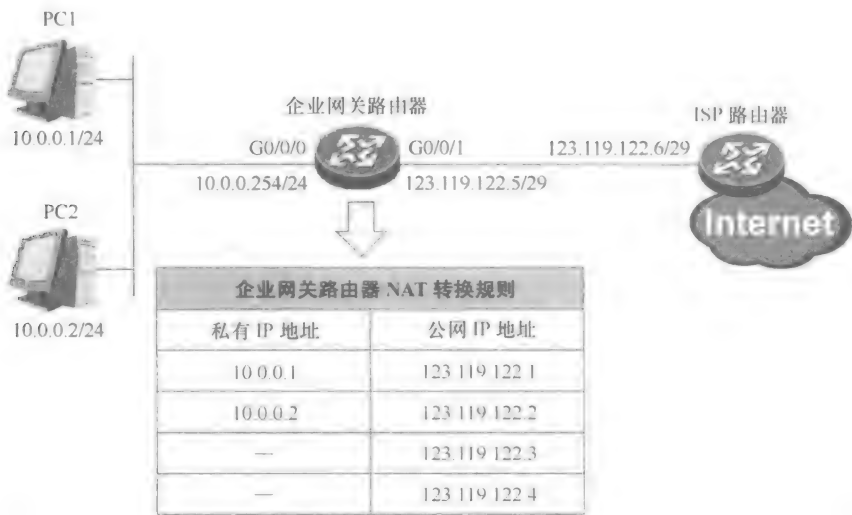 PC1
10.0.0.1/24
PC2
10.0.0.2/24
企业网关路由器
G0/0/0
G0/0/1
10.0.0.254/24
123.119.122.5/29
ISP 路由器
123.119.122.6/29
Internet
企业网关路由器 NAT 转换规则
私有 IP 地址 公网 IP 地址
10.0.0.1 123.119.122.1
10.0.0.2 123.119.122.2
— 123.119.122.3
— 123.119.122.4